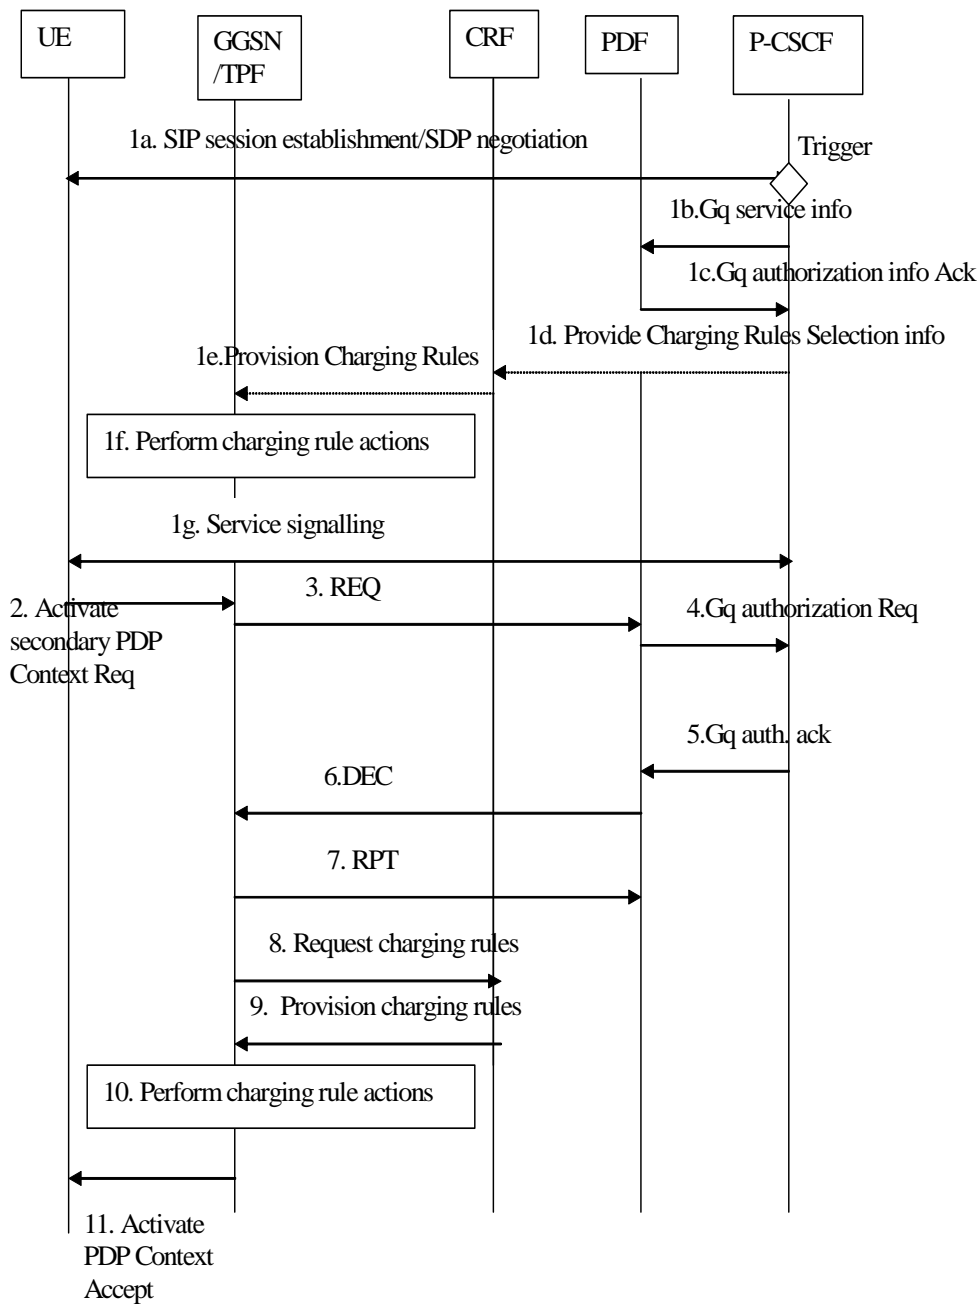 UE
GGSN
/TPF
CRF
PDF
P-CSCF
1a. SIP session establishment/SDP negotiation
Trigger
1b.Gq service info
1c.Gq authorization info Ack
1d. Provide Charging Rules Selection info
1e.Provision Charging Rules
1f. Perform charging rule actions
1g. Service signalling
3. REQ
2. Activate
secondary PDP
Context Req
4.Gq authorization Req
5.Gq auth. ack
6.DEC
7. RPT
8. Request charging rules
9. Provision charging rules
10. Perform charging rule actions
11. Activate
PDP Context
Accept